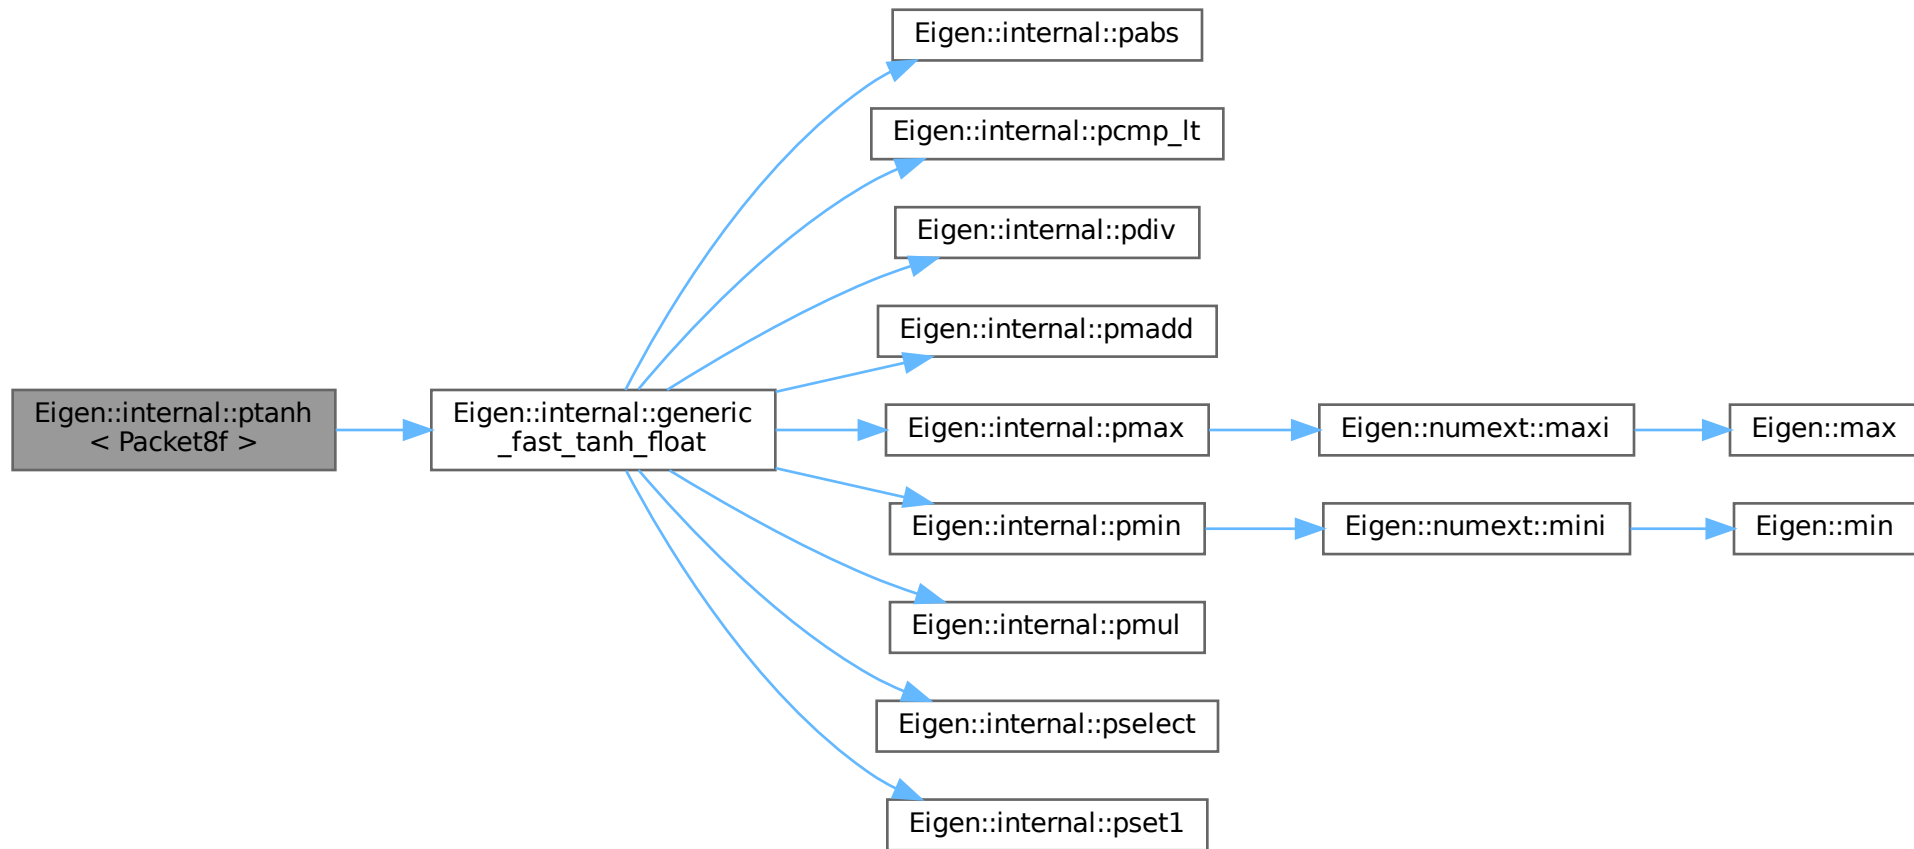 Eigen::internal::ptanh
< Packet8f >
Eigen::internal::generic
_fast_tanh_float
Eigen::internal::pabs
Eigen::internal::pcmp_lt
Eigen::internal::pdiv
Eigen::internal::pmadd
Eigen::internal::pmax
Eigen::numext::maxi
Eigen::max
Eigen::internal::pmin
Eigen::numext::mini
Eigen::min
Eigen::internal::pmul
Eigen::internal::pselect
Eigen::internal::pset1